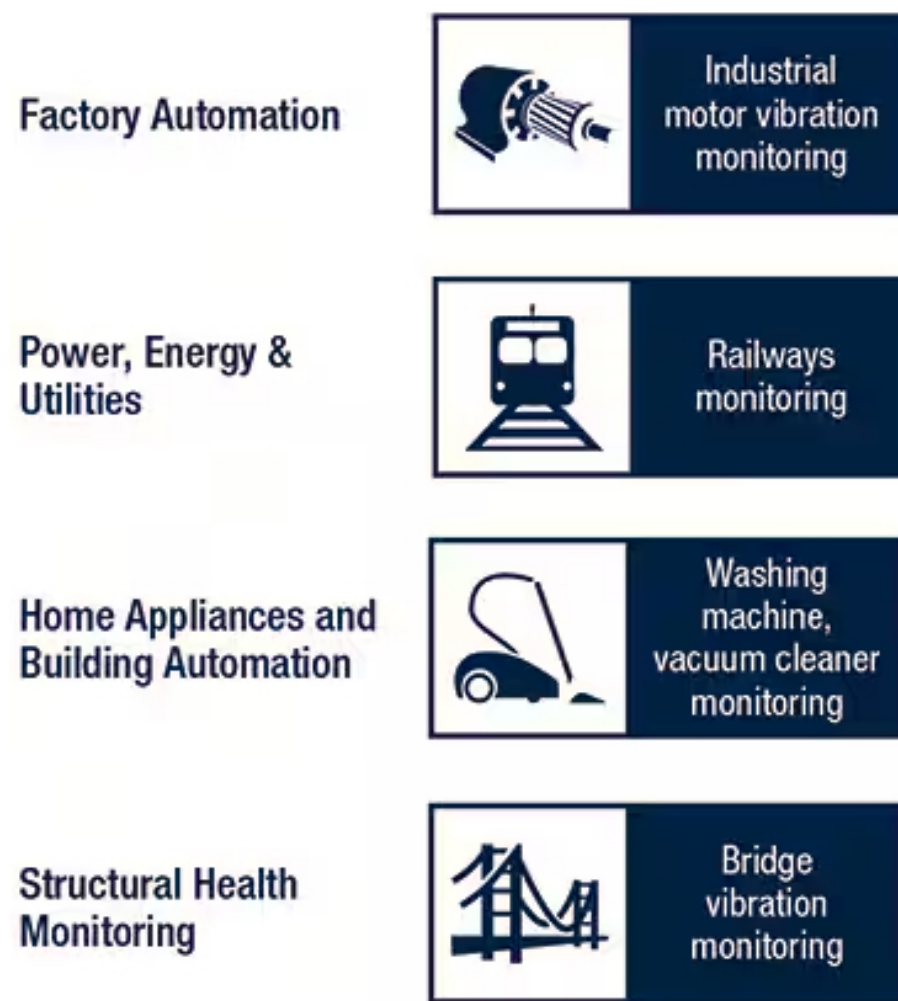 Factory Automation
Industrial
motor vibration
monitoring
Power, Energy &
Utilities
Railways
monitoring
Home Appliances and
Building Automation
Washing
machine,
vacuum cleaner
monitoring
Structural Health
Monitoring
Bridge
vibration
monitoring